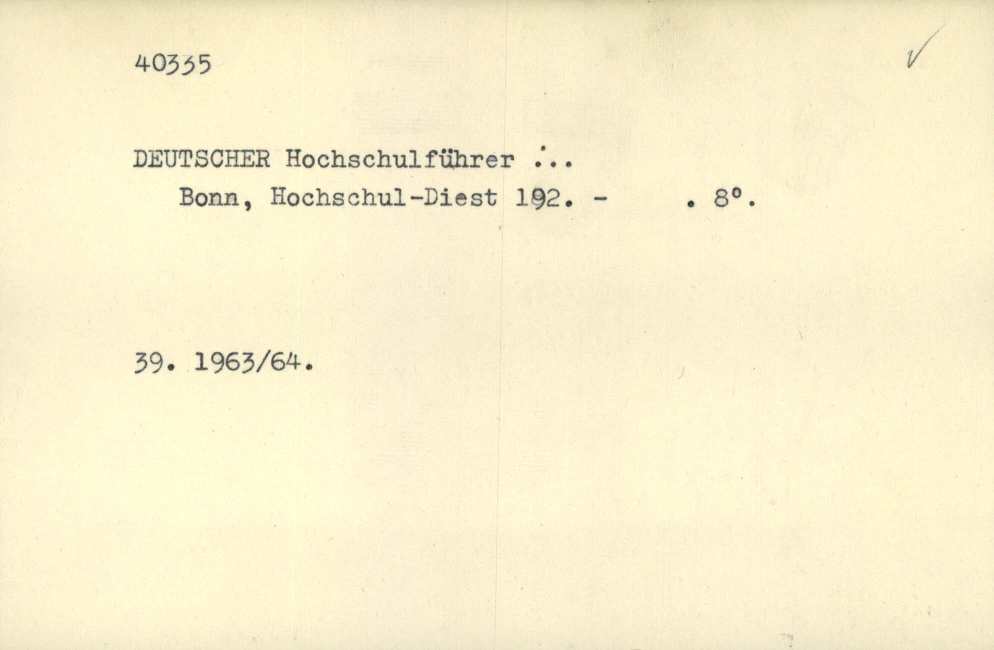 40335
DEUTSCHER Hochschulführer ...
Bonn, Hochschul-Diest 192. - . 8°.
39. 1963/64.